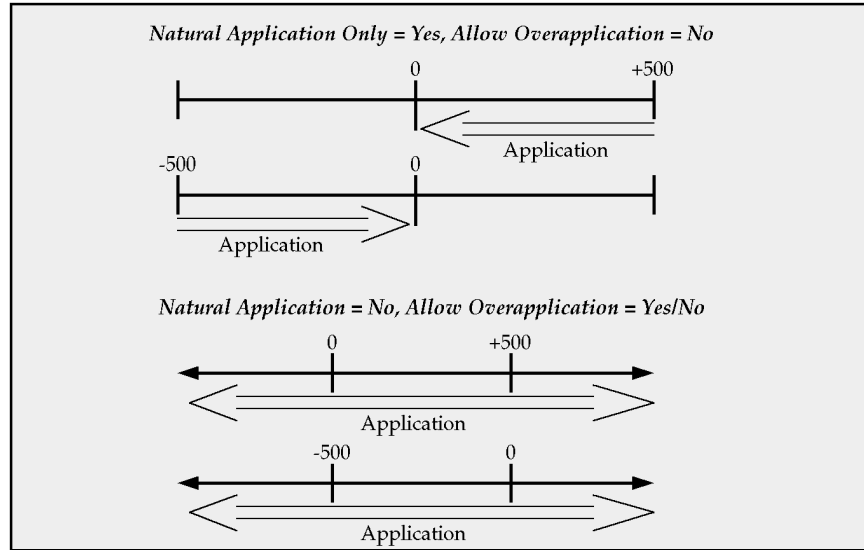 Natural Application Only = Yes, Allow Overapplication = No
0 +500
Application
-500 0
Application
Natural Application = No, Allow Overapplication = Yes/No
0 +500
Application
-500 0
Application